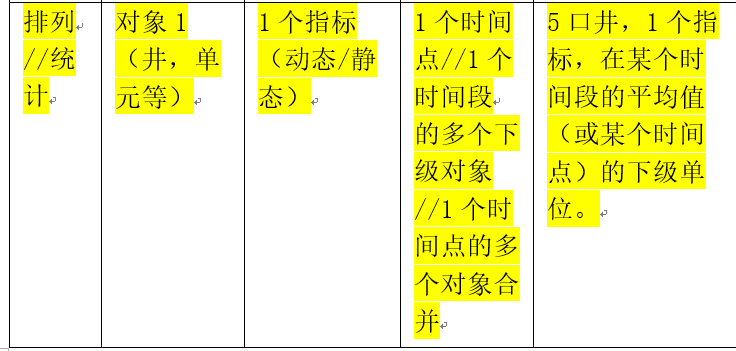 排列
//统
计
对象 1
（井，单
元等）
1 个指标
（动态/静
态）
1 个时间
点//1 个
时间段
的多个下
级对象
//1 个时
间点的多
个对象合
并
5 口井，1 个指
标，在某个时
间段的平均值
（或某个时间
点）的下级单
位。